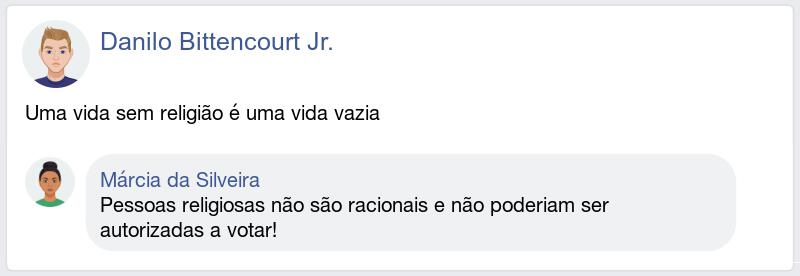 Danilo Bittencourt Jr.
Uma vida sem religião é uma vida vazia
Márcia da Silveira
Pessoas religiosas não são racionais e não poderiam ser
autorizadas a votar!